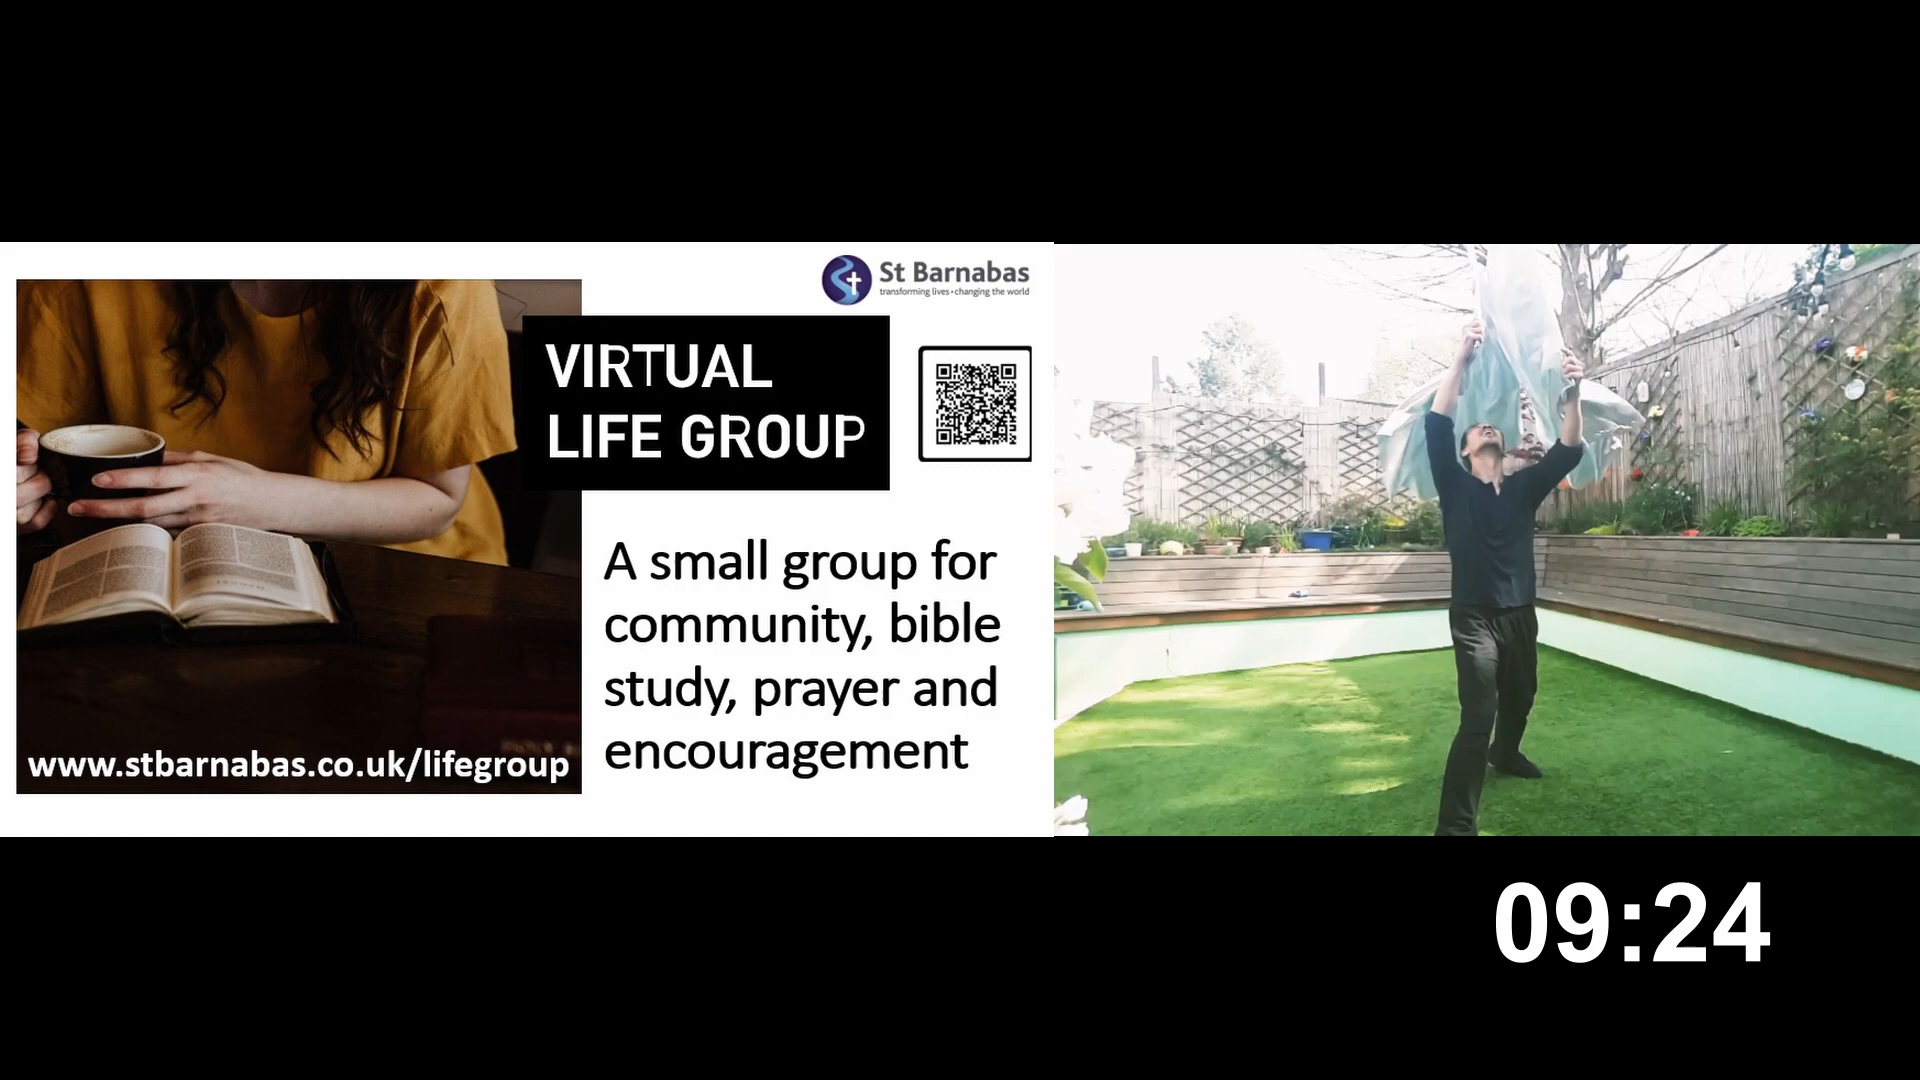 St Barnabas
transforming lives • changing the world
VIRTUAL
LIFE GROUP
A small group for
community, bible
study, prayer and
encouragement
www.stbarnabas.co.uk/lifegroup
09:24